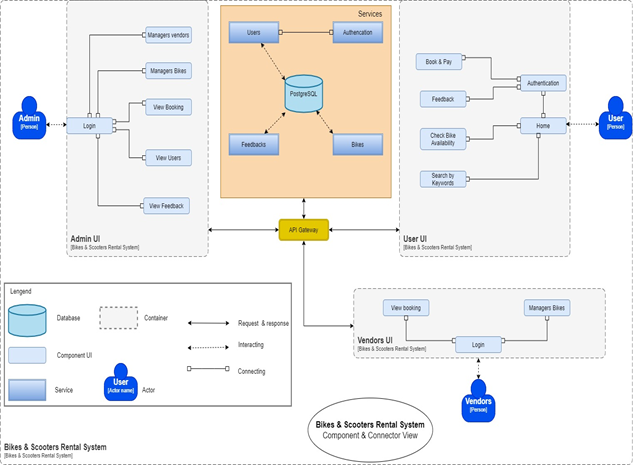 Services
Managers vendors
Managers Bikes
View Booking
Login
View Users
View Feedback
Admin
[Person]
Admin UI
[Bikes & Scooters Rental System]
Users
Authencation
PostgreSQL
Feedbacks
Bikes
API Gateway
Book & Pay
Authentication
Feedback
Check Bike
Availability
Home
Search by
Keywords
User
[Person]
User UI
[Bikes & Scooters Rental System]
Lengend
Database
Container
Request & response
Component UI
Interacting
Service
User
[Actor name]
Actor
Connecting
View booking
Managers Bikes
Login
Vendors UI
[Bikes & Scooters Rental System]
Vendors
[Person]
Bikes & Scooters Rental System
Component & Connector View
Bikes & Scooters Rental System
[Bikes & Scooters Rental System]